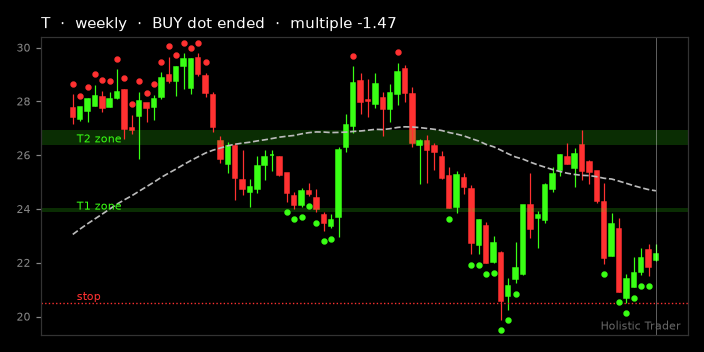 T · weekly · BUY dot ended · multiple -1.47
30
28
T2 zone
26
T1 zone
24
22
stop
20
Holistic Trader